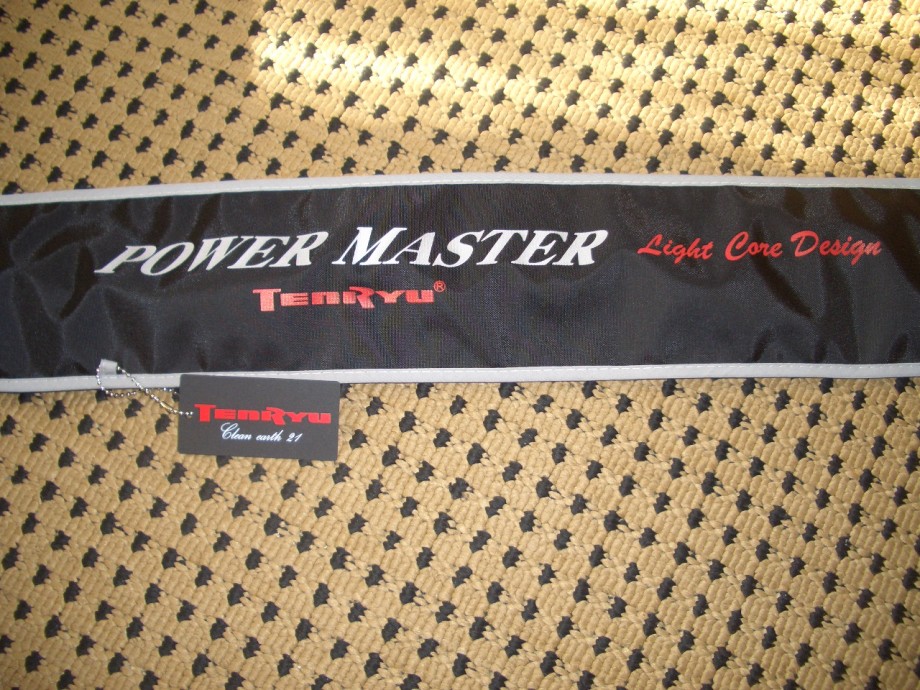 POWER MASTER Light Core Design
TENRYU®
TENRYU
Clean earth 21